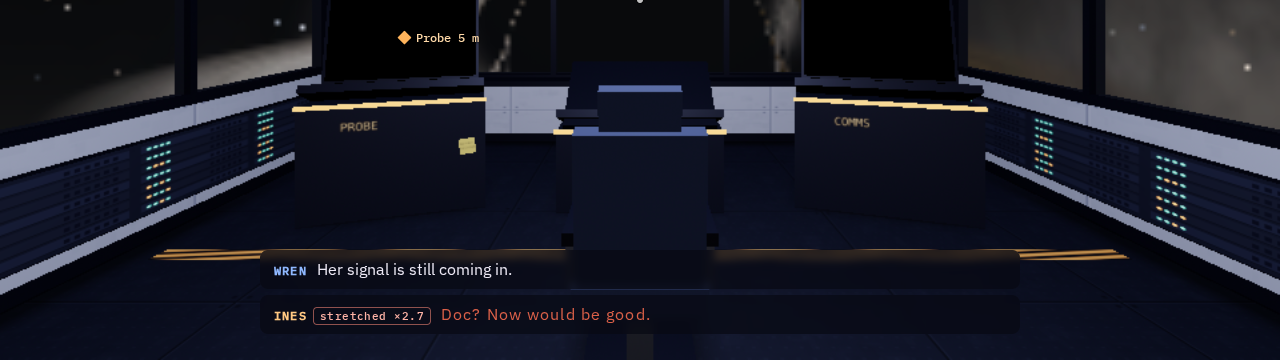 Probe 5 m
PROBE
COMMS
WREN Her signal is still coming in.
INES stretched ×2.7 Doc? Now would be good.